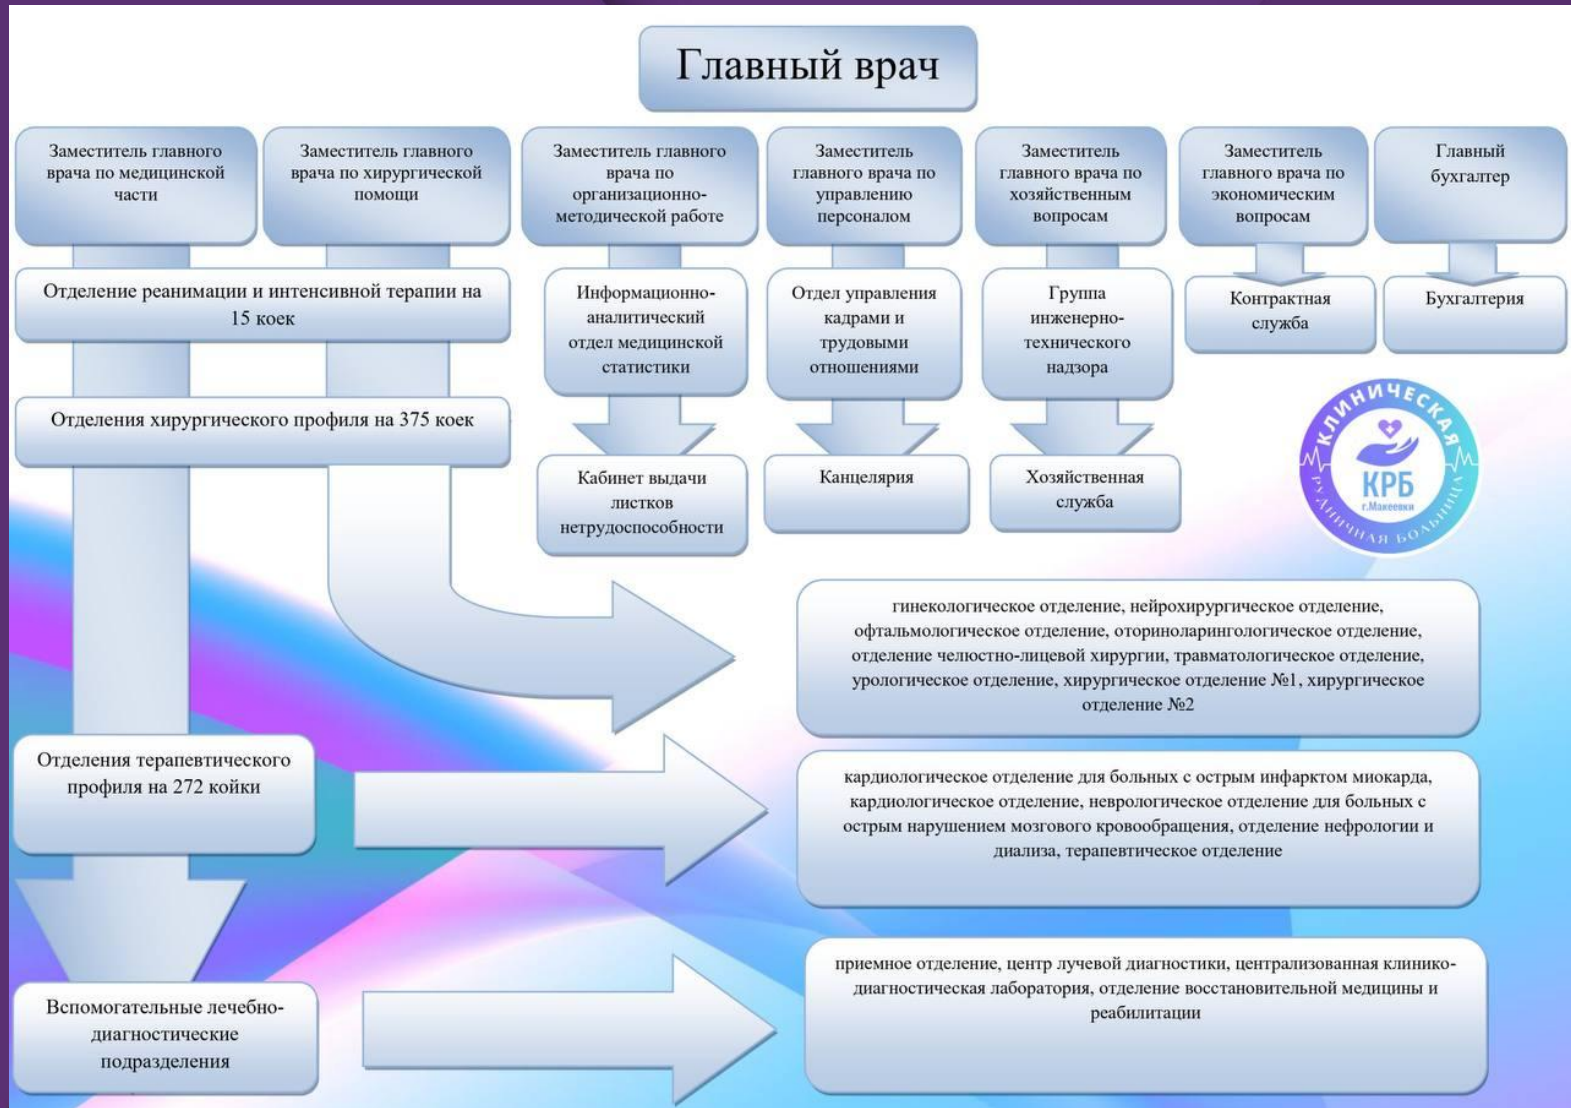 Главный врач
Заместитель главного
врача по медицинской
части
Заместитель главного
врача по хирургической
помощи
Заместитель главного
врача по
организационно-
методической работе
Заместитель
главного врача по
управлению
персоналом
Заместитель
главного врача по
хозяйственным
вопросам
Заместитель
главного врача по
экономическим
вопросам
Главный
бухгалтер
Отделение реанимации и интенсивной терапии на
15 коек
Информационно-
аналитический
отдел медицинской
статистики
Отдел управления
кадрами и
трудовыми
отношениями
Группа
инженерно-
технического
надзора
Контрактная
служба
Бухгалтерия
Отделения хирургического профиля на 375 коек
Кабинет выдачи
листков
нетрудоспособности
Канцелярия
Хозяйственная
служба
КЛИНИЧЕСКАЯ
КРБ
г.Макеевки
РУДНИЧНАЯ БОЛЬНИЦА
гинекологическое отделение, нейрохирургическое отделение,
офтальмологическое отделение, оториноларингологическое отделение,
отделение челюстно-лицевой хирургии, травматологическое отделение,
урологическое отделение, хирургическое отделение №1, хирургическое
отделение №2
Отделения терапевтического
профиля на 272 койки
кардиологическое отделение для больных с острым инфарктом миокарда,
кардиологическое отделение, неврологическое отделение для больных с
острым нарушением мозгового кровообращения, отделение нефрологии и
диализа, терапевтическое отделение
Вспомогательные лечебно-
диагностические
подразделения
приемное отделение, центр лучевой диагностики, централизованная клинико-
диагностическая лаборатория, отделение восстановительной медицины и
реабилитации